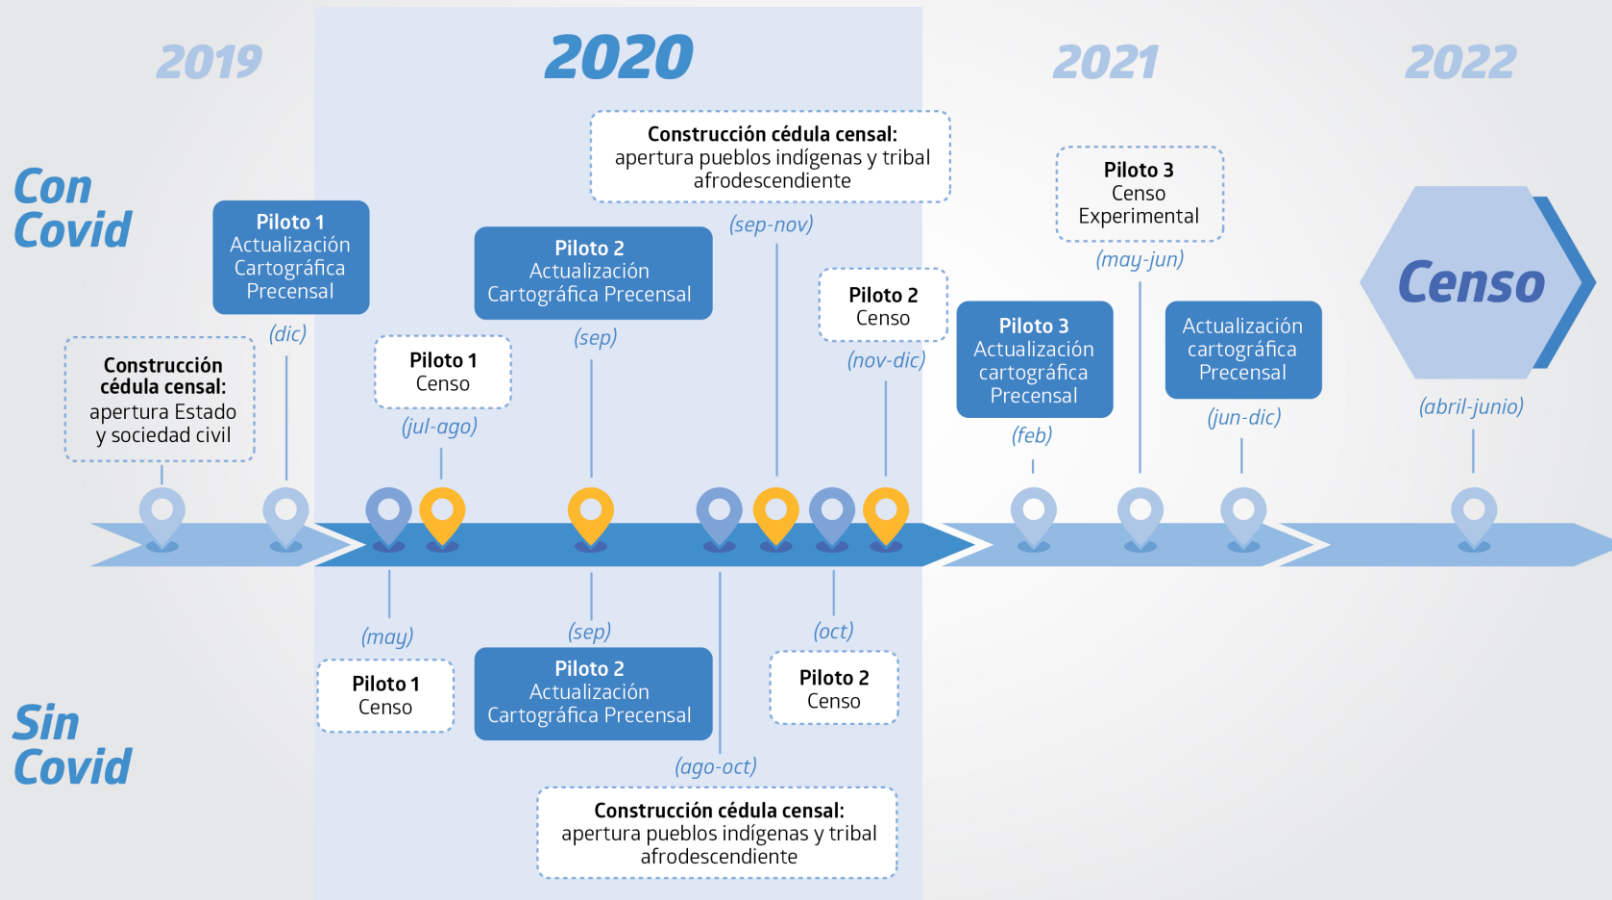 2019
2020
2021
2022
Con
Covid
Construcción
cédula censal:
apertura Estado
y sociedad civil
Piloto 1
Actualización
Cartográfica
Precensal
(dic)
Piloto 1
Censo
(jul-ago)
Piloto 2
Actualización
Cartográfica Precensal
(sep)
Construcción cédula censal:
apertura pueblos indígenas y tribal
afrodescendiente
(sep-nov)
Piloto 2
Censo
(nov-dic)
Piloto 3
Actualización
cartográfica
Precensal
(feb)
Piloto 3
Censo
Experimental
(may-jun)
Actualización
cartográfica
Precensal
(jun-dic)
Censo
(abril-junio)
Sin
Covid
(may)
Piloto 1
Censo
(sep)
Piloto 2
Actualización
Cartográfica Precensal
(ago-oct)
Construcción cédula censal:
apertura pueblos indígenas y tribal
afrodescendiente
(oct)
Piloto 2
Censo